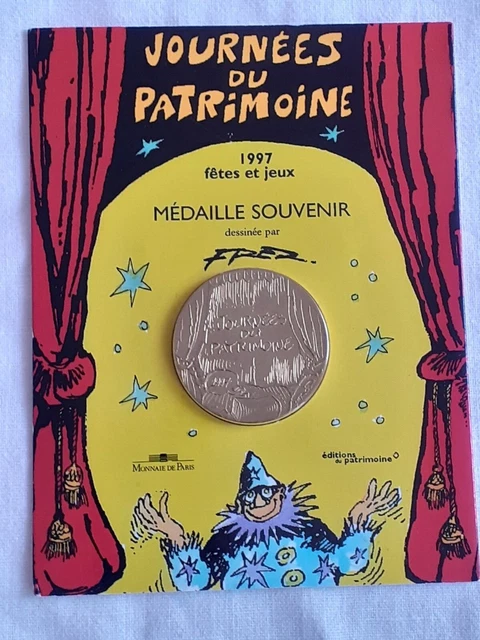 JOURNÉES
DU
PATRIMOINE
1997
fêtes et jeux
MÉDAILLE SOUVENIR
dessinée par
FRED.
JOURNÉES
DU
PATRIMOINE
MONNAIE DE PARIS
éditions
du patrimoine